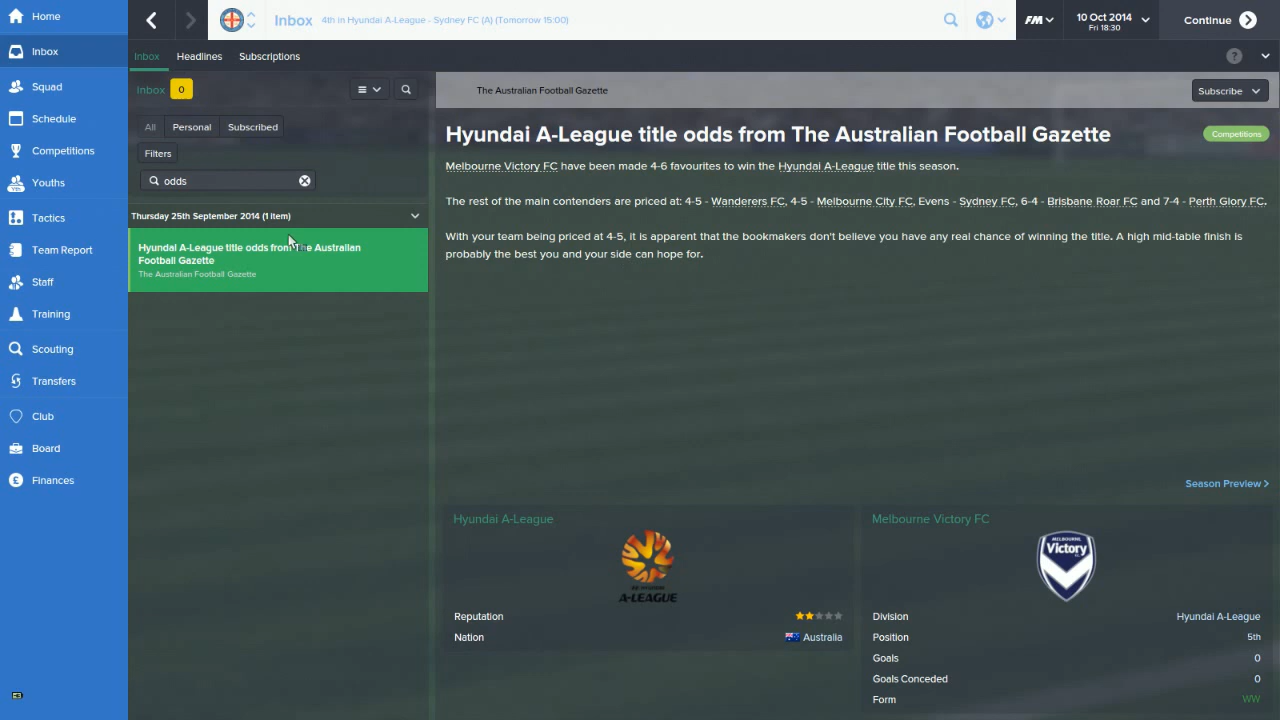 Home
Inbox
4th in Hyundai A-League - Sydney FC (A) (Tomorrow 15:00)
FM
10 Oct 2014
Fri 18:30
Continue
Inbox
Squad
Schedule
Competitions
Youths
Tactics
Team Report
Staff
Training
Scouting
Transfers
Club
Board
Finances
Inbox
Headlines
Subscriptions
?
Inbox 0
All
Personal
Subscribed
Filters
odds
Thursday 25th September 2014 (1 item)
Hyundai A-League title odds from The Australian
Football Gazette
The Australian Football Gazette
The Australian Football Gazette
Subscribe
Hyundai A-League title odds from The Australian Football Gazette
Competitions
Melbourne Victory FC have been made 4-6 favourites to win the Hyundai A-League title this season.
The rest of the main contenders are priced at: 4-5 - Wanderers FC, 4-5 - Melbourne City FC, Evens - Sydney FC, 6-4 - Brisbane Roar FC and 7-4 - Perth Glory FC.
With your team being priced at 4-5, it is apparent that the bookmakers don't believe you have any real chance of winning the title. A high mid-table finish is
probably the best you and your side can hope for.
Season Preview
Hyundai A-League
A-LEAGUE
Reputation
Nation Australia
Melbourne Victory FC
MELBOURNE
Victory
Division Hyundai A-League
Position 5th
Goals 0
Goals Conceded 0
Form WW